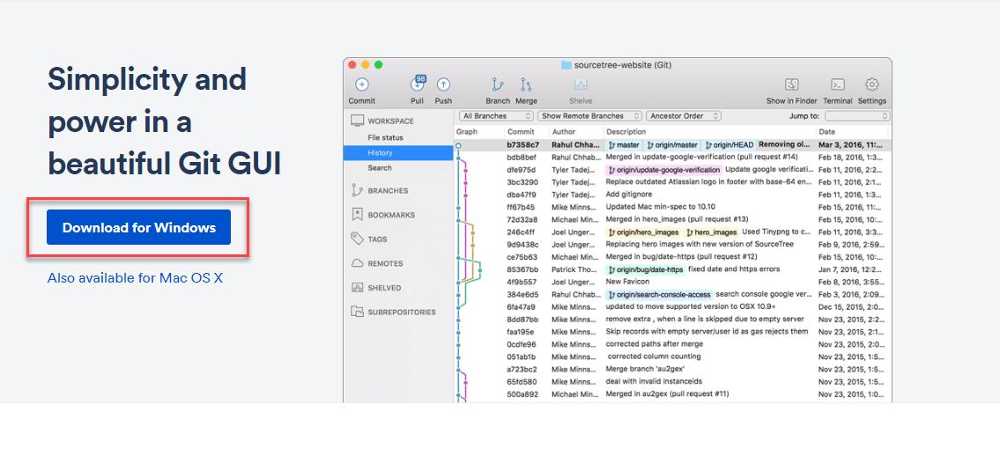 Simplicity and
power in a
beautiful Git GUI
Download for Windows
Also available for Mac OS X
sourcetree-website (Git)
98
Commit Pull Push Branch Merge Shelve Show in Finder Terminal Settings
All Branches Show Remote Branches Ancestor Order Jump to:
WORKSPACE
File status
History
Search
BRANCHES
BOOKMARKS
TAGS
REMOTES
SHELVED
SUBREPOSITORIES
Graph Commit Author Description Date
b7358c7 Rahul Chhab... master origin/master origin/HEAD Removing ol... Mar 3, 2016, 11:...
bdb8bef Rahul Chhab... Merged in update-google-verification (pull request #14) Feb 18, 2016, 1:3...
dfe975d Tyler Tadej... origin/update-google-verification Update google verificati... Feb 11, 2016, 2:2...
3bc3290 Tyler Tadej... Replace outdated Atlassian logo in footer with base-64 en... Feb 11, 2016, 2:1...
dba47f9 Tyler Tadej... Add gitignore Feb 11, 2016, 1:3...
ff67b45 Mike Minns... Updated Mac min-spec to 10.10 Feb 15, 2016, 11:...
72d32a8 Michael Min... Merged in hero_images (pull request #13) Feb 15, 2016, 10:...
246c4ff Joel Unger... origin/hero_images hero_images Used Tinypng to c... Feb 11, 2016, 3:3...
9d9438c Joel Unger... Replacing hero images with new version of SourceTree Feb 9, 2016, 2:59...
ce75b63 Michael Min... Merged in bug/date-https (pull request #12) Feb 15, 2016, 10:...
85367bb Patrick Tho... origin/bug/date-https fixed date and https errors Jan 7, 2016, 12:2...
4f9b557 Joel Unger... New Favicon Feb 8, 2016, 3:55...
384e6d5 Rahul Chhab... origin/search-console-access search console google ver... Feb 3, 2016, 2:09...
6fa47a9 Mike Minns... updated to move supported version to OSX 10.9+ Dec 15, 2015, 2:0...
8dd87bb Mike Minns... remove extra , when a line is skipped due to empty server Nov 23, 2015, 2:2...
faa195e Mike Minns... Skip records with empty server/user id as gas rejects them Nov 23, 2015, 2:1...
0cdfe96 Mike Minns... corrected paths after merge Nov 23, 2015, 2:0...
051ab1b Mike Minns... corrected column counting Nov 23, 2015, 1:5...
a723bc2 Mike Minns... Merge branch 'au2gex' Nov 23, 2015, 1:5...
65fd580 Mike Minns... deal with invalid instanceids Nov 23, 2015, 1:5...
500a892 Michael Min... Merged in au2gex (pull request #11) Nov 23, 2015, 1:0...